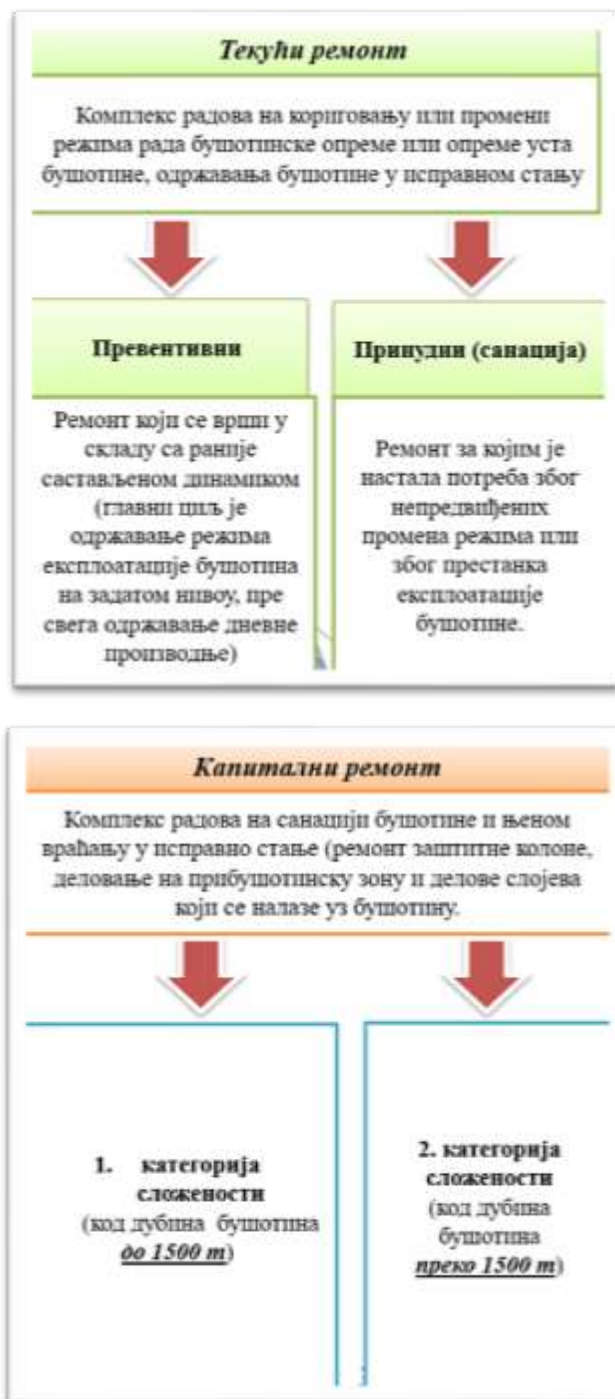 Текући ремонт
Комплекс радова на кориговању или промени
режима рада бушотинске опреме или опреме уста
бушотине, одржавања бушотине у исправном стању
Превентивни
Ремонт који се врши у
складу са раније
састављеном динамиком
(главни циљ је
одржавање режима
експлоатације бушотина
на задатом нивоу, пре
свега одржавање дневне
производње)
Принудни (санација)
Ремонт за којим је
настала потреба због
непредвиђених
промена режима или
због престанка
експлоатације
бушотине.
Капитални ремонт
Комплекс радова на санацији бушотине и њеном
враћању у исправно стање (ремонт заштитне колоне,
деловање на прибушотинску зону и делове слојева
који се налазе уз бушотину.
1. категорија
сложености
(код дубина бушотина
до 1500 m)
2. категорија
сложености
(код дубина
бушотина
преко 1500 m)